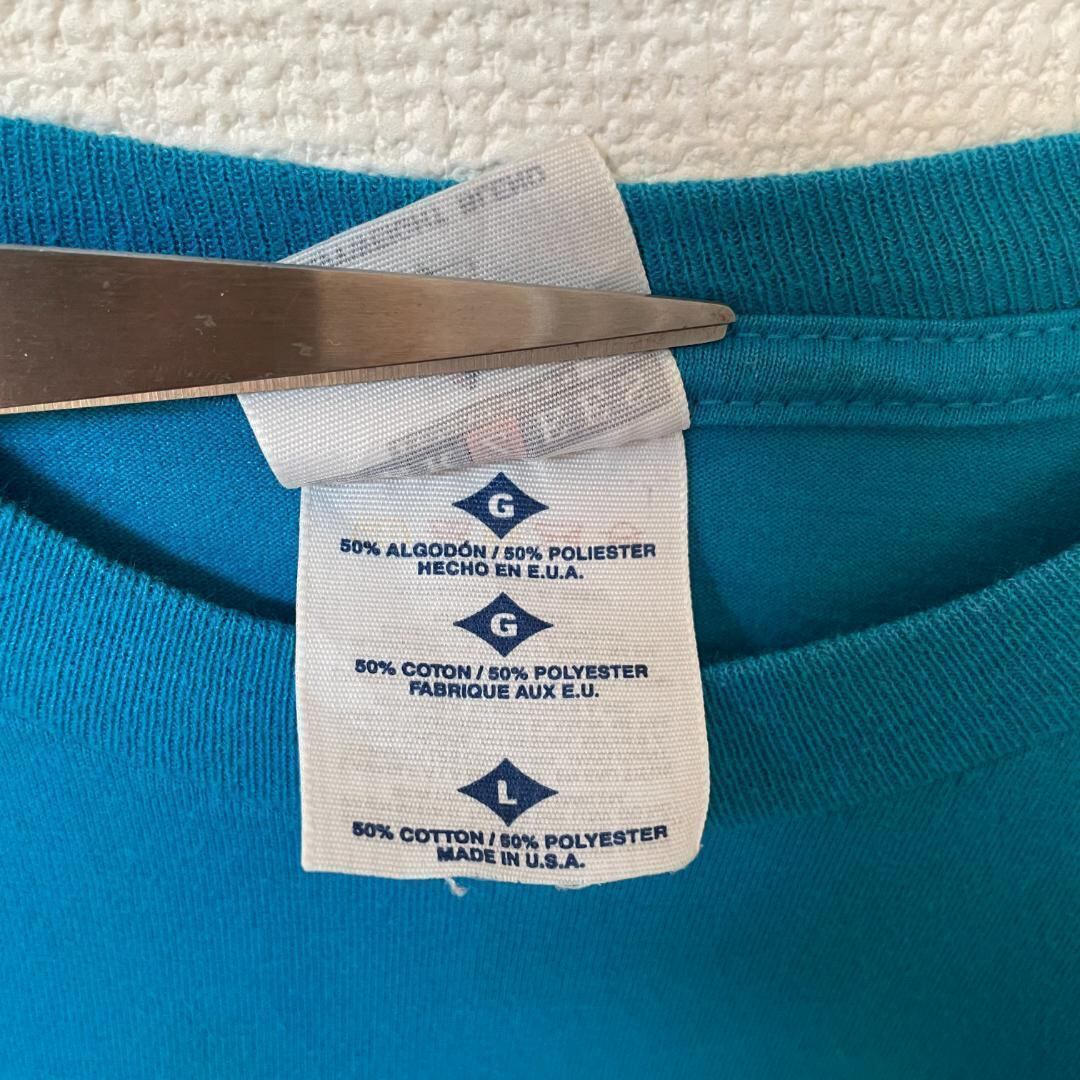 G
50% ALGODÓN / 50% POLIESTER
HECHO EN E.U.A.
G
50% COTON / 50% POLYESTER
FABRIQUE AUX E.U.
L
50% COTTON / 50% POLYESTER
MADE IN U.S.A.